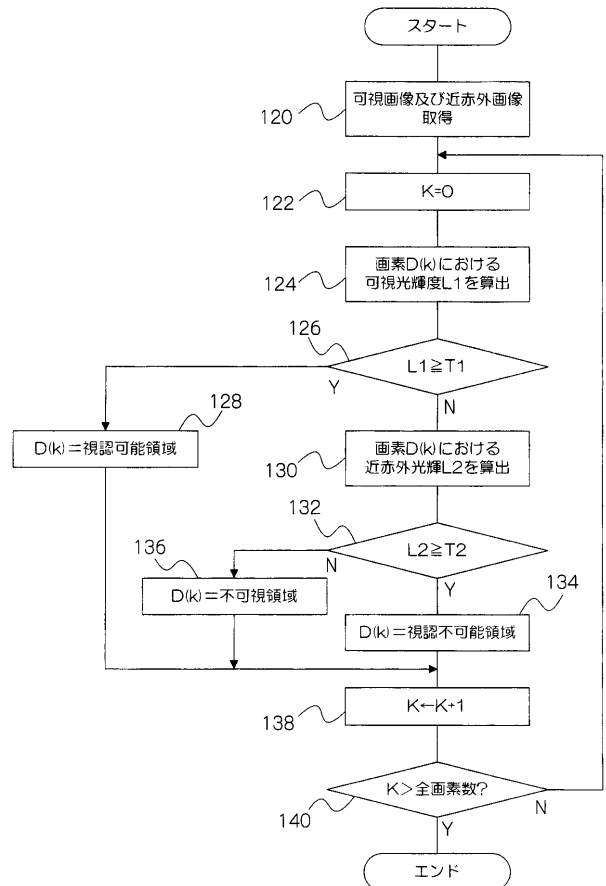 スタート
可視画像及び近赤外画像
取得
120
K=0
122
画素D(k)における
可視光輝度L1を算出
124
126
L1≧T1
Y
N
128
D(k)=視認可能領域
画素D(k)における
近赤外光輝L2を算出
130
132
L2≧T2
N
Y
136
D(k)=不可視領域
134
D(k)=視認不可能領域
K←K+1
138
K>全画素数?
140
N
Y
エンド